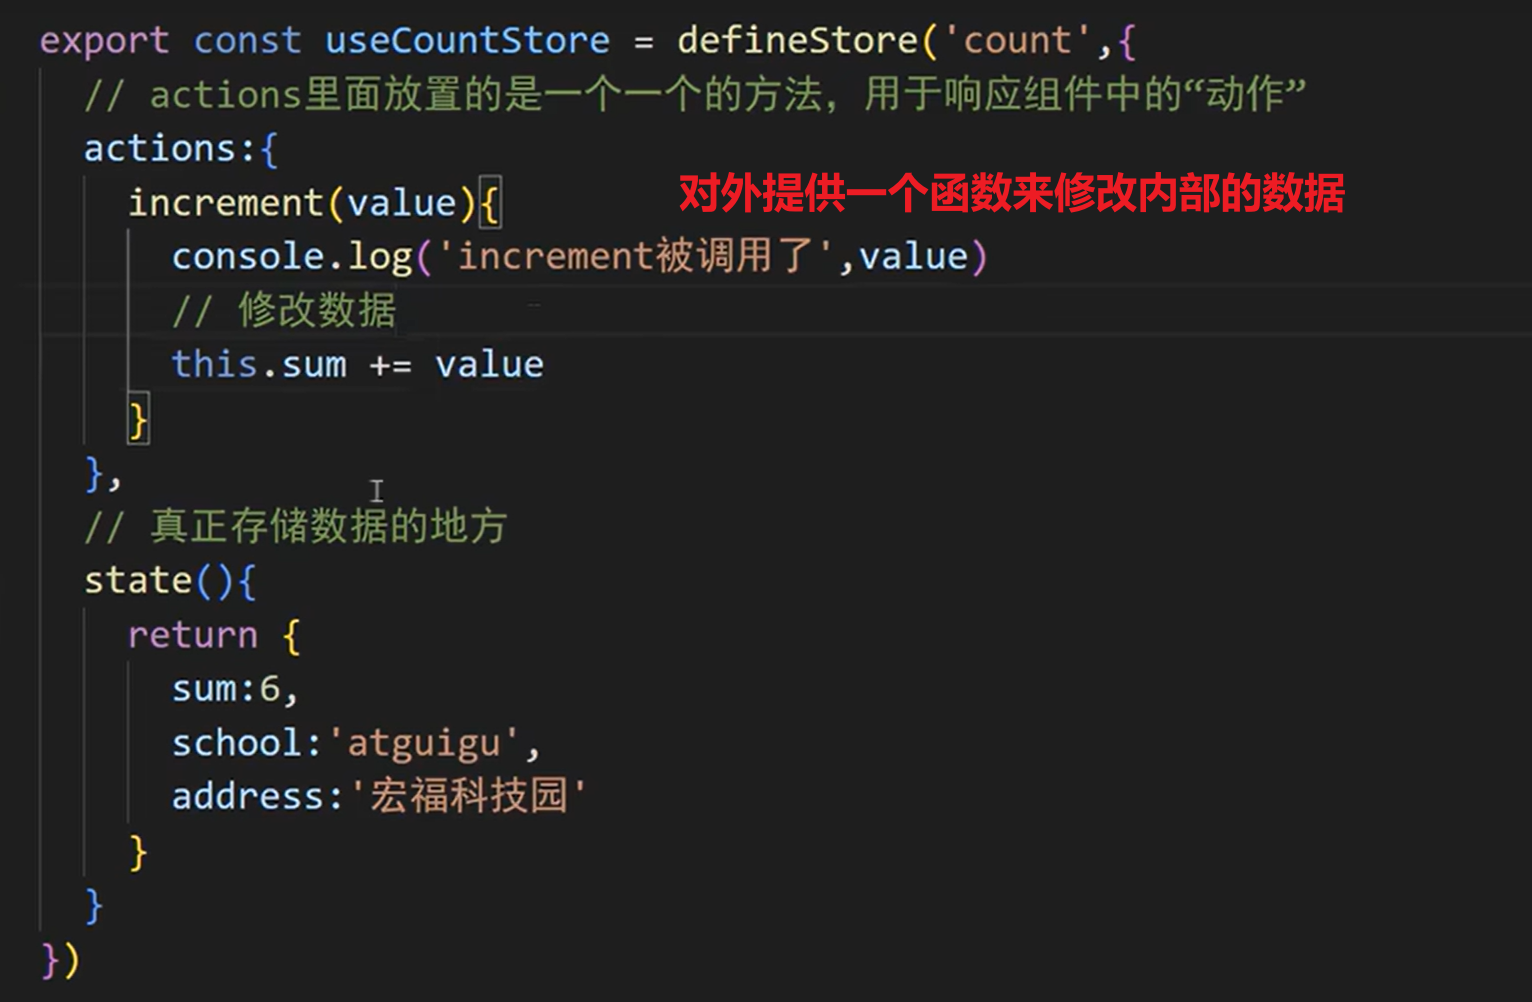 export const useCountStore = defineStore('count',{
// actions里面放置的是一个一个的方法，用于响应组件中的“动作”
actions:{
increment(value){
对外提供一个函数来修改内部的数据
console.log('increment被调用了',value)
// 修改数据
this.sum += value
}
},
// 真正存储数据的地方
state(){
return {
sum:6,
school:'atguigu',
address:'宏福科技园'
}
}
})